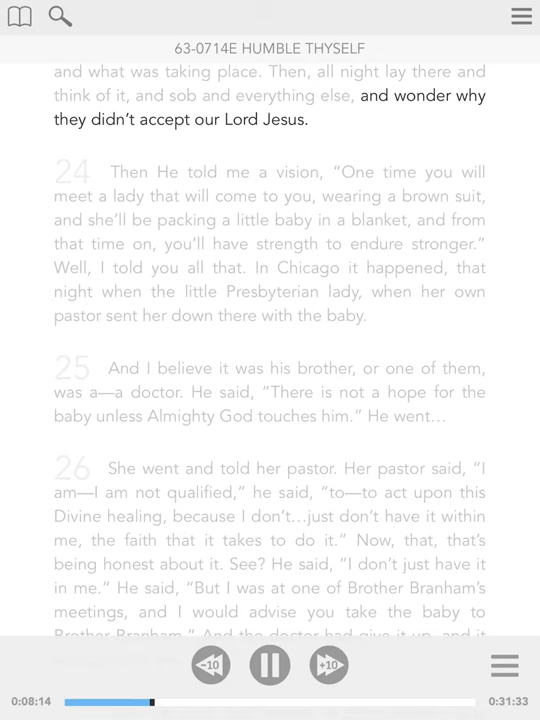 63-0714E HUMBLE THYSELF
and what was taking place. Then, all night lay there and
think of it, and sob and everything else, and wonder why
they didn’t accept our Lord Jesus.
24 Then He told me a vision, “One time you will
meet a lady that will come to you, wearing a brown suit,
and she’ll be packing a little baby in a blanket, and from
that time on, you’ll have strength to endure stronger.”
Well, I told you all that. In Chicago it happened, that
night when the little Presbyterian lady, when her own
pastor sent her down there with the baby.
25 And I believe it was his brother, or one of them,
was a—a doctor. He said, “There is not a hope for the
baby unless Almighty God touches him.” He went…
26 She went and told her pastor. Her pastor said, “I
am—I am not qualified,” he said, “to—to act upon this
Divine healing, because I don’t…just don’t have it within
me, the faith that it takes to do it.” Now, that, that’s
being honest about it. See? He said, “I don’t just have it
in me.” He said, “But I was at one of Brother Branham’s
meetings, and I would advise you take the baby to
Brother Branham.” And the doctor had give it up, and it
-10 +10
0:08:14 0:31:33